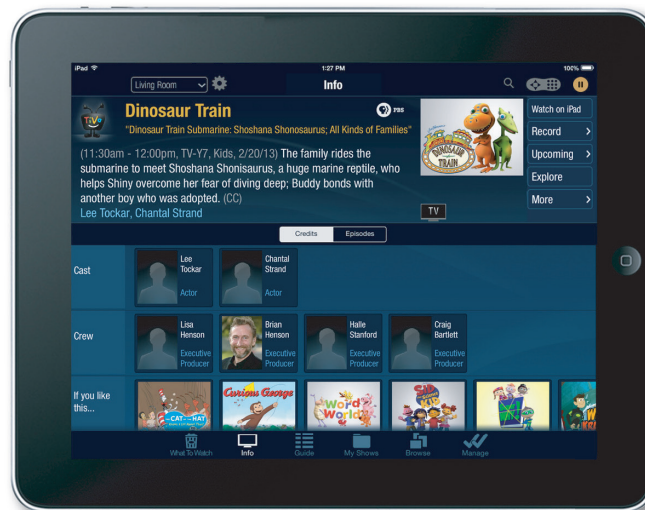 iPad
1:27 PM
100%
Living Room
Info
TiVo
Dinosaur Train
PBS
"Dinosaur Train Submarine: Shoshana Shonosaurus; All Kinds of Families"
(11:30am - 12:00pm, TV-Y7, Kids, 2/20/13) The family rides the
submarine to meet Shoshana Shonisaurus, a huge marine reptile, who
helps Shiny overcome her fear of diving deep; Buddy bonds with
another boy who was adopted. (CC)
Lee Tockar, Chantal Strand
DINOSAUR
TRAIN
TV
Watch on iPad
Record
Upcoming
Explore
More
Credits
Episodes
Cast
Lee
Tockar
Actor
Chantal
Strand
Actor
Crew
Lisa
Henson
Executive
Producer
Brian
Henson
Executive
Producer
Halle
Stanford
Executive
Producer
Craig
Bartlett
Executive
Producer
If you like
this...
CAT HAT
Curious George
Word
World
Sid
KID
What To Watch
Info
Guide
My Shows
Browse
Manage